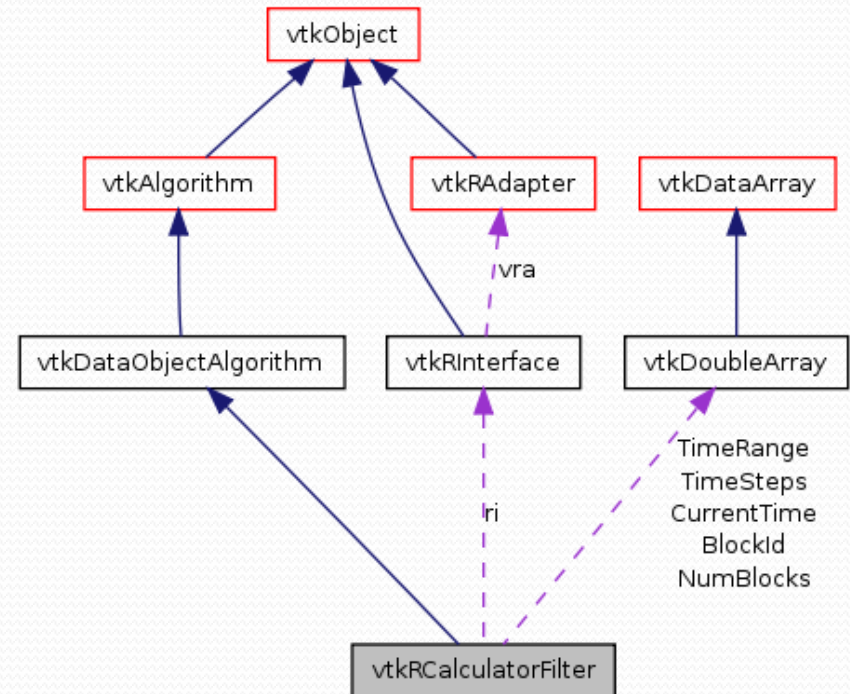 vtkObject
vtkAlgorithm
vtkRAdapter
vtkDataArray
vra
vtkDataObjectAlgorithm
vtkRInterface
vtkDoubleArray
TimeRange
TimeSteps
CurrentTime
BlockId
NumBlocks
ri
vtkRCalculatorFilter